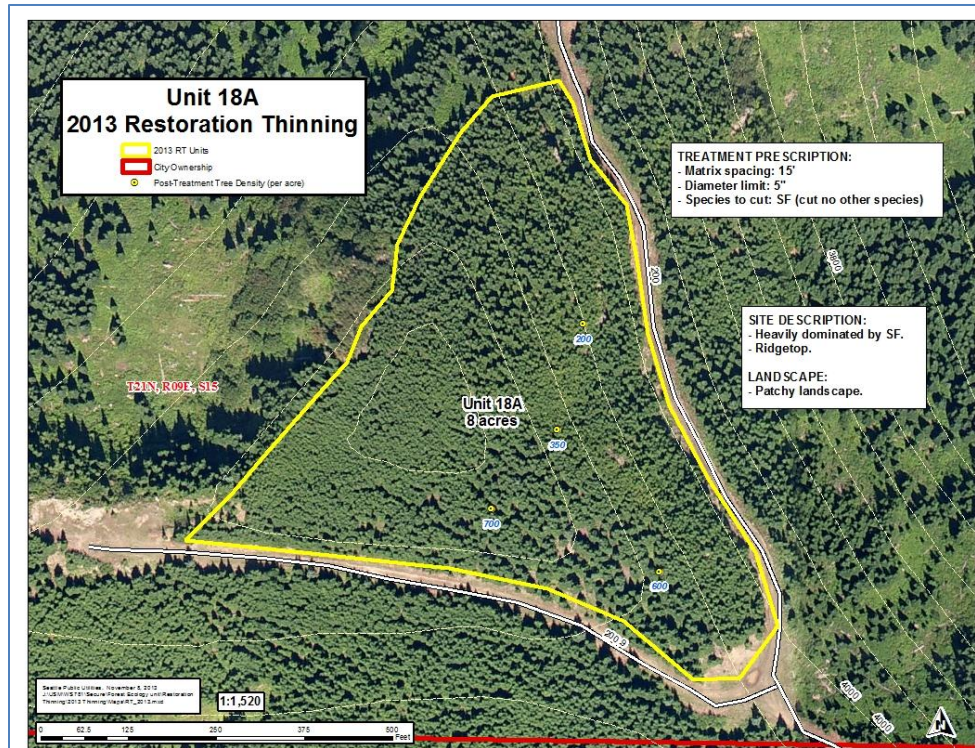 Unit 18A
2013 Restoration Thinning
2013 RT Units
City Ownership
Post-Treatment Tree Density (per acre)
TREATMENT PRESCRIPTION:
- Matrix spacing: 15'
- Diameter limit: 5"
- Species to cut: SF (cut no other species)
200
3800
SITE DESCRIPTION:
- Heavily dominated by SF.
- Ridgetop.
LANDSCAPE:
- Patchy landscape.
200
T21N, R09E, S15
Unit 18A
8 acres
350
700
600
200.9
4000
4000
Seattle Public Utilities, November 5, 2013
1:1,520
0 62.5 125 250 375 500
Feet
N